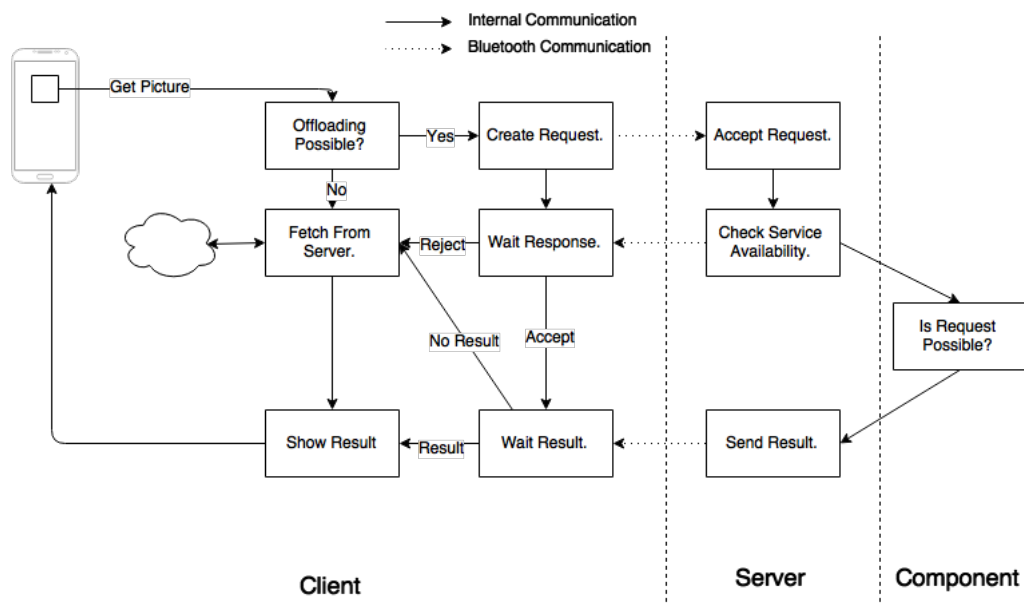 Internal Communication
Bluetooth Communication
Get Picture
Offloading
Possible?
Yes
Create Request.
Accept Request.
No
Fetch From
Server.
Reject
Wait Response.
Check Service
Availability.
No Result
Accept
Is Request
Possible?
Show Result
Result
Wait Result.
Send Result.
Client
Server
Component